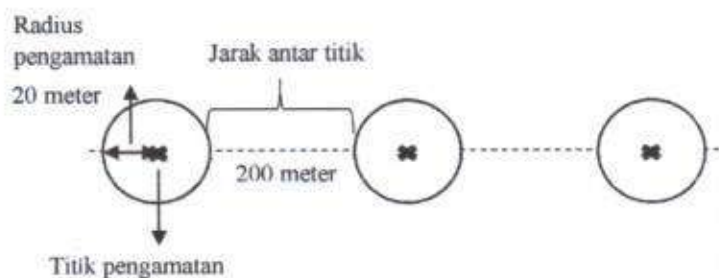 Radius
pengamatan
20 meter
Jarak antar titik
200 meter
Titik pengamatan